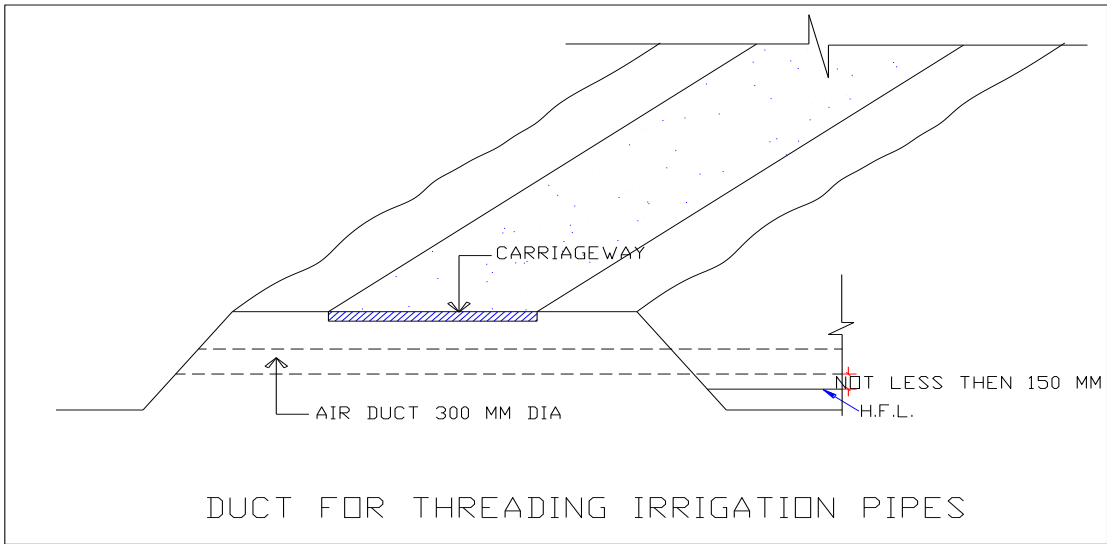 CARRIAGEWAY
NOT LESS THEN 150 MM
AIR DUCT 300 MM DIA
H.F.L.
DUCT FOR THREADING IRRIGATION PIPES